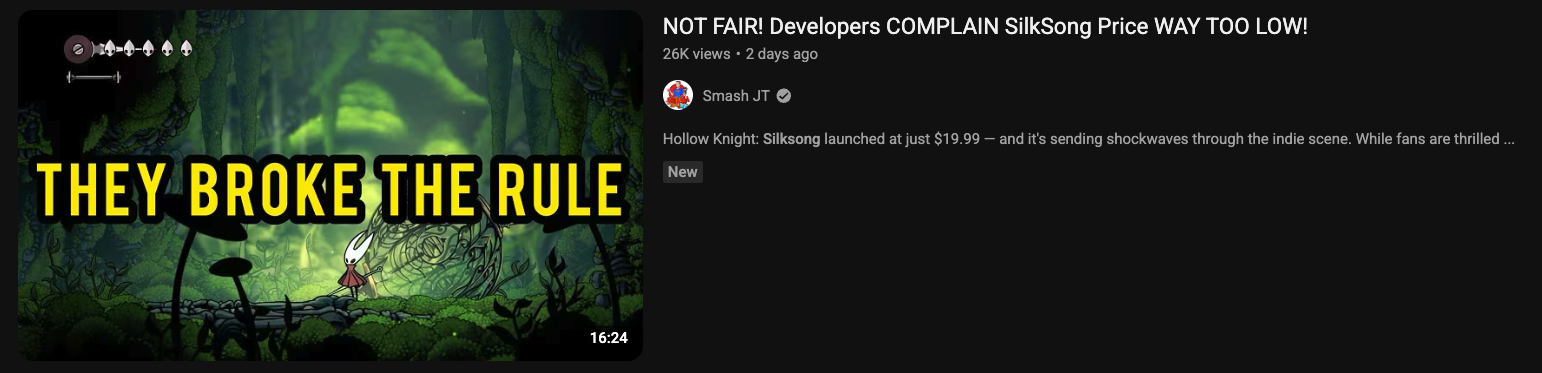 THEY BROKE THE RULE
16:24
NOT FAIR! Developers COMPLAIN SilkSong Price WAY TOO LOW!
26K views • 2 days ago
Smash JT
Hollow Knight: Silksong launched at just $19.99 — and it's sending shockwaves through the indie scene. While fans are thrilled ...
New